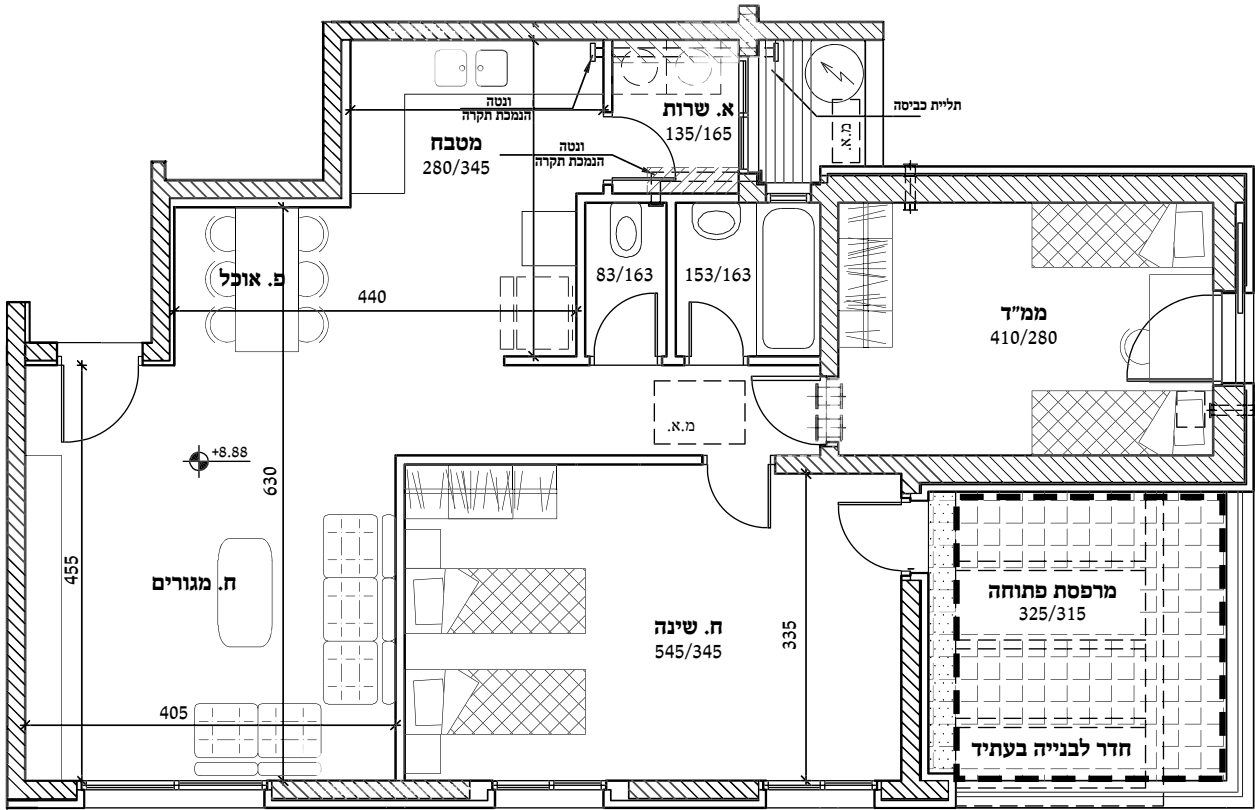 ונטה
הנמכת תקרה
א. שרות
135/165
תליית כביסה
מ.א.
מטבח
280/345
ונטה
הנמכת תקרה
פ. אוכל
440
83/163
153/163
ממ״ד
410/280
מ.א.
+8.88
630
455
ח. מגורים
405
ח. שינה
545/345
335
מרפסת פתוחה
325/315
חדר לבנייה בעתיד